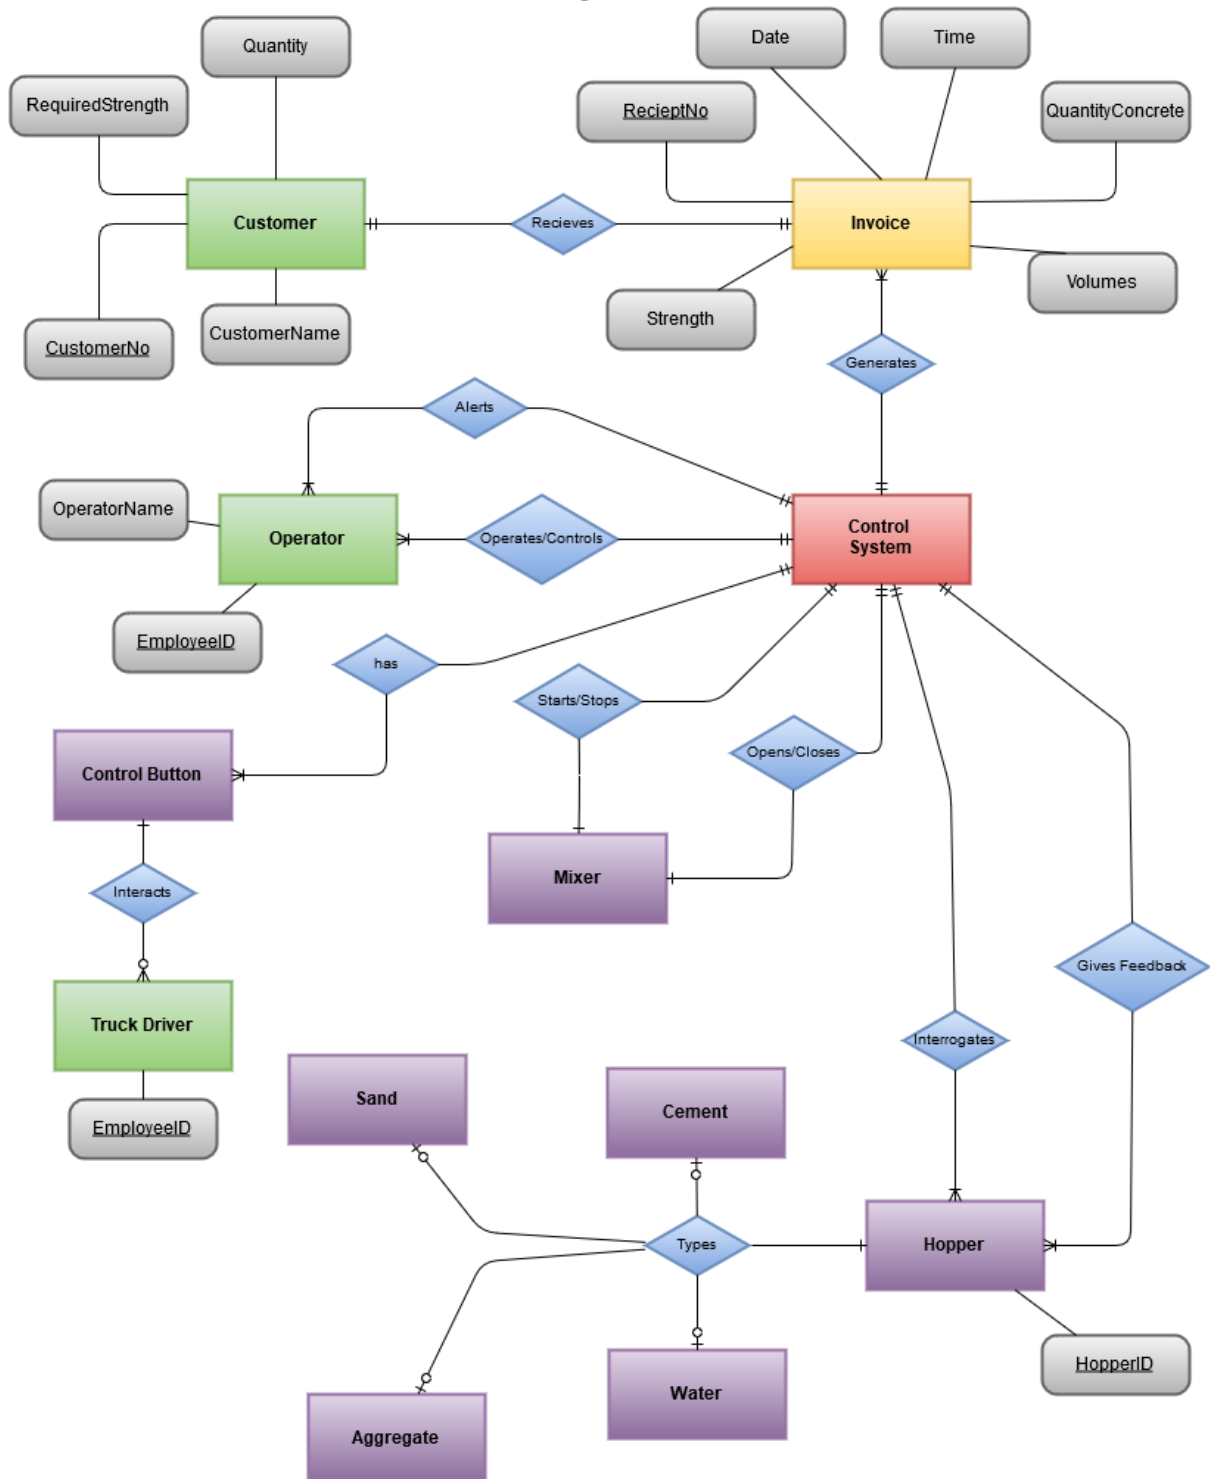 Quantity
Date
Time
RequiredStrength
RecieptNo
QuantityConcrete
Customer
Recieves
Invoice
Volumes
Strength
CustomerNo
CustomerName
Generates
Alerts
OperatorName
Operator
Operates/Controls
Control
System
EmployeeID
has
Starts/Stops
Opens/Closes
Control Button
Mixer
Interacts
Gives Feedback
Truck Driver
Interrogates
EmployeeID
Sand
Cement
Types
Hopper
HopperID
Water
Aggregate